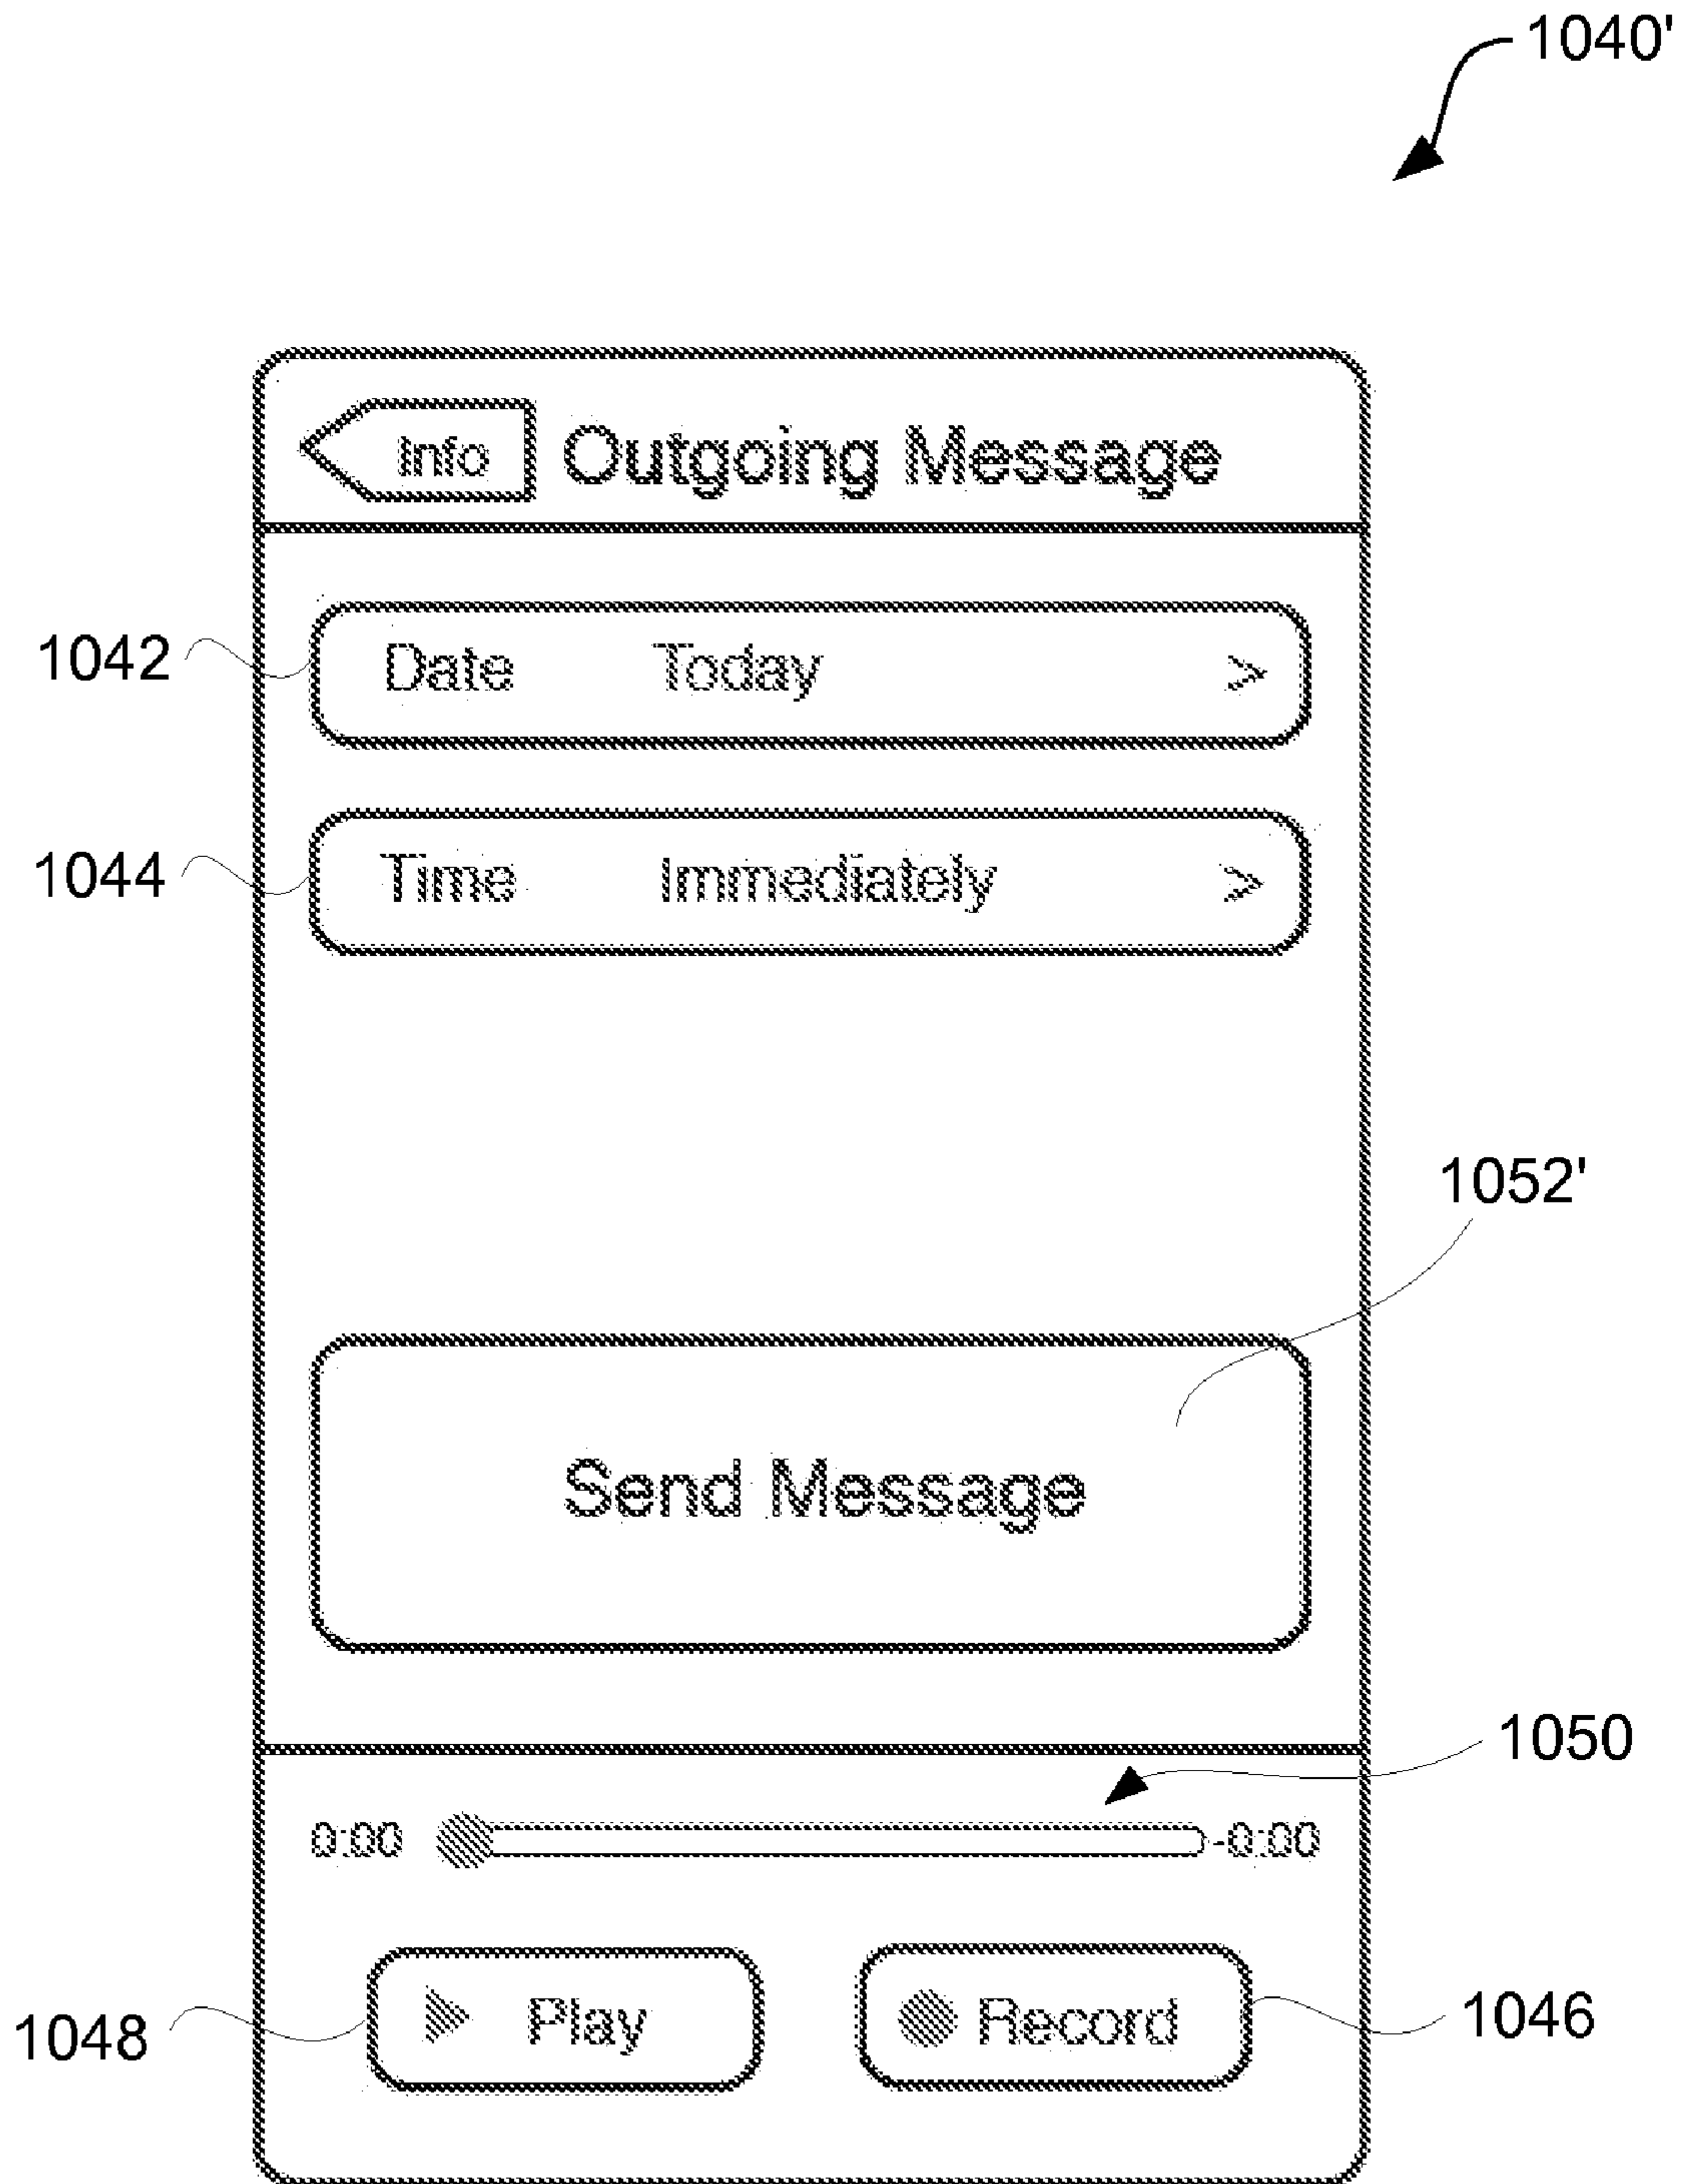 1040'
Info Outgoing Message
1042 Date Today >
1044 Time Immediately >
1052'
Send Message
1050
0:00 -0:00
1048 Play Record 1046